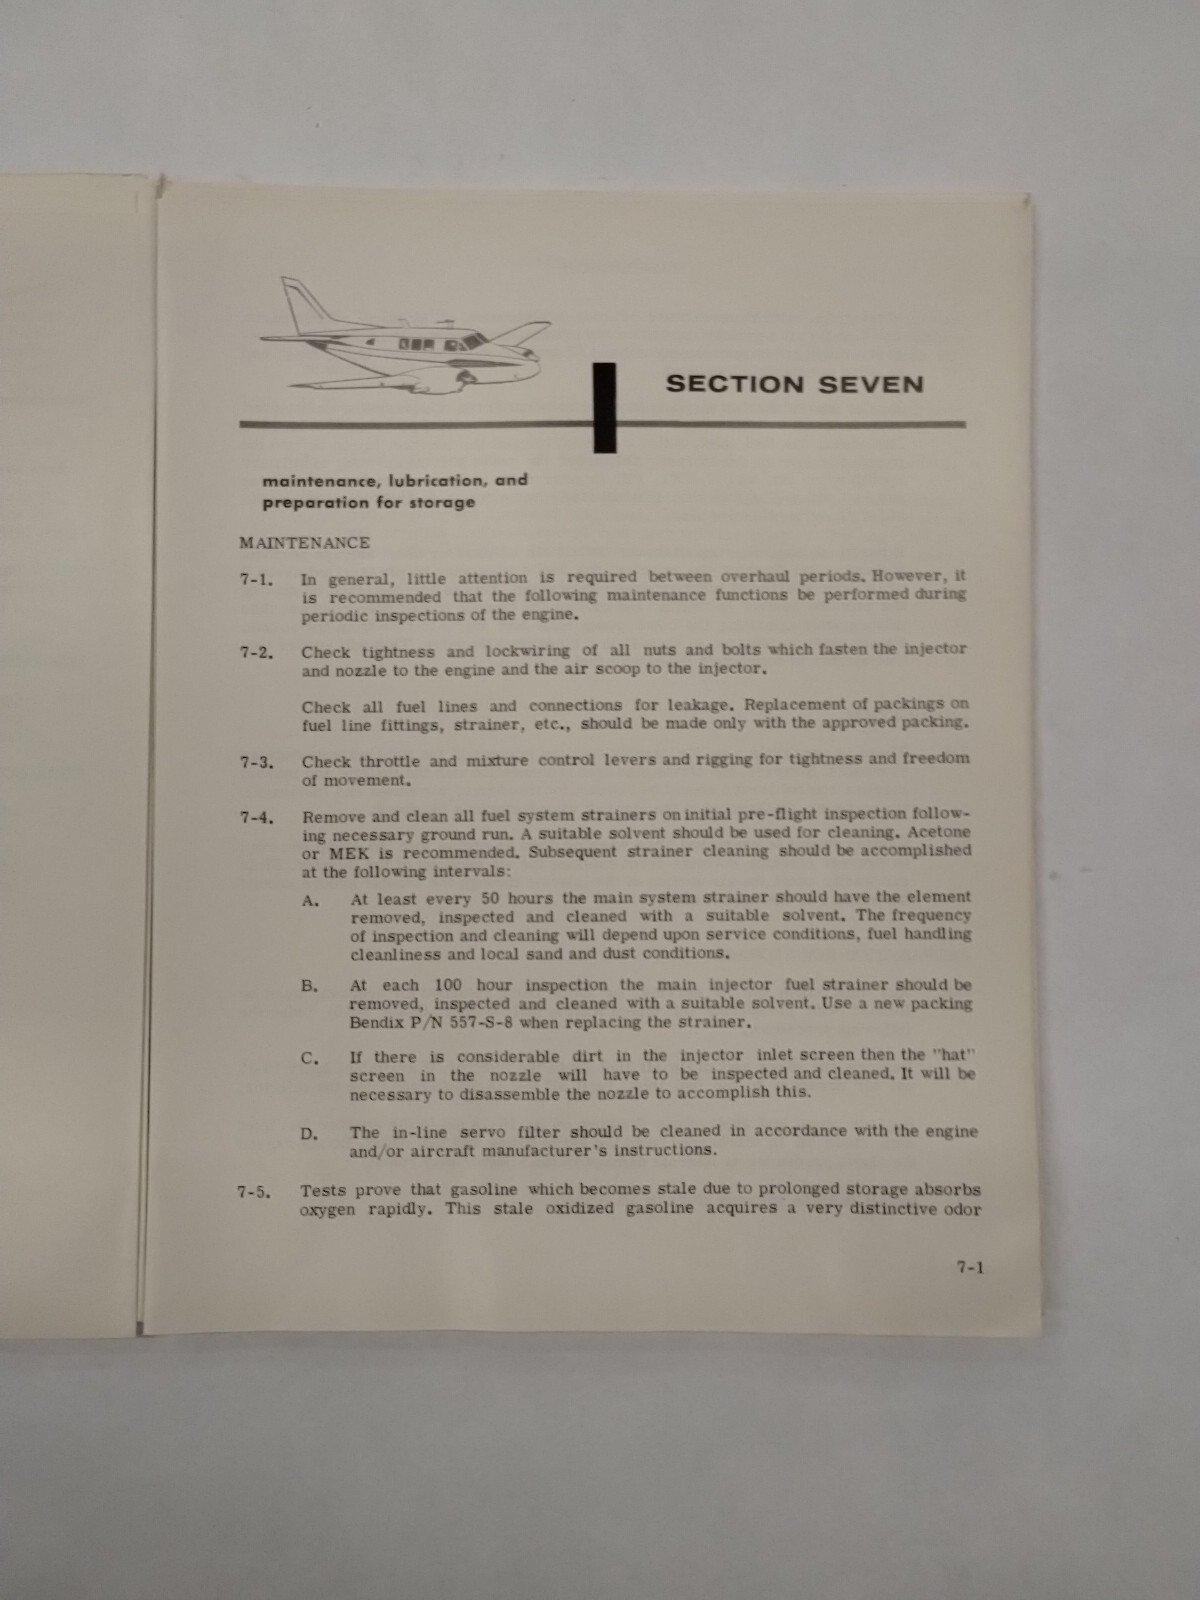 SECTION SEVEN
maintenance, lubrication, and
preparation for storage
MAINTENANCE
7-1. In general, little attention is required between overhaul periods. However, it
is recommended that the following maintenance functions be performed during
periodic inspections of the engine.
7-2. Check tightness and lockwiring of all nuts and bolts which fasten the injector
and nozzle to the engine and the air scoop to the injector.
Check all fuel lines and connections for leakage. Replacement of packings on
fuel line fittings, strainer, etc., should be made only with the approved packing.
7-3. Check throttle and mixture control levers and rigging for tightness and freedom
of movement.
7-4. Remove and clean all fuel system strainers on initial pre-flight inspection follow-
ing necessary ground run. A suitable solvent should be used for cleaning. Acetone
or MEK is recommended. Subsequent strainer cleaning should be accomplished
at the following intervals:
A. At least every 50 hours the main system strainer should have the element
removed, inspected and cleaned with a suitable solvent. The frequency
of inspection and cleaning will depend upon service conditions, fuel handling
cleanliness and local sand and dust conditions.
B. At each 100 hour inspection the main injector fuel strainer should be
removed, inspected and cleaned with a suitable solvent. Use a new packing
Bendix P/N 557-S-8 when replacing the strainer.
C. If there is considerable dirt in the injector inlet screen then the "hat"
screen in the nozzle will have to be inspected and cleaned. It will be
necessary to disassemble the nozzle to accomplish this.
D. The in-line servo filter should be cleaned in accordance with the engine
and/or aircraft manufacturer's instructions.
7-5. Tests prove that gasoline which becomes stale due to prolonged storage absorbs
oxygen rapidly. This stale oxidized gasoline acquires a very distinctive odor
7-1